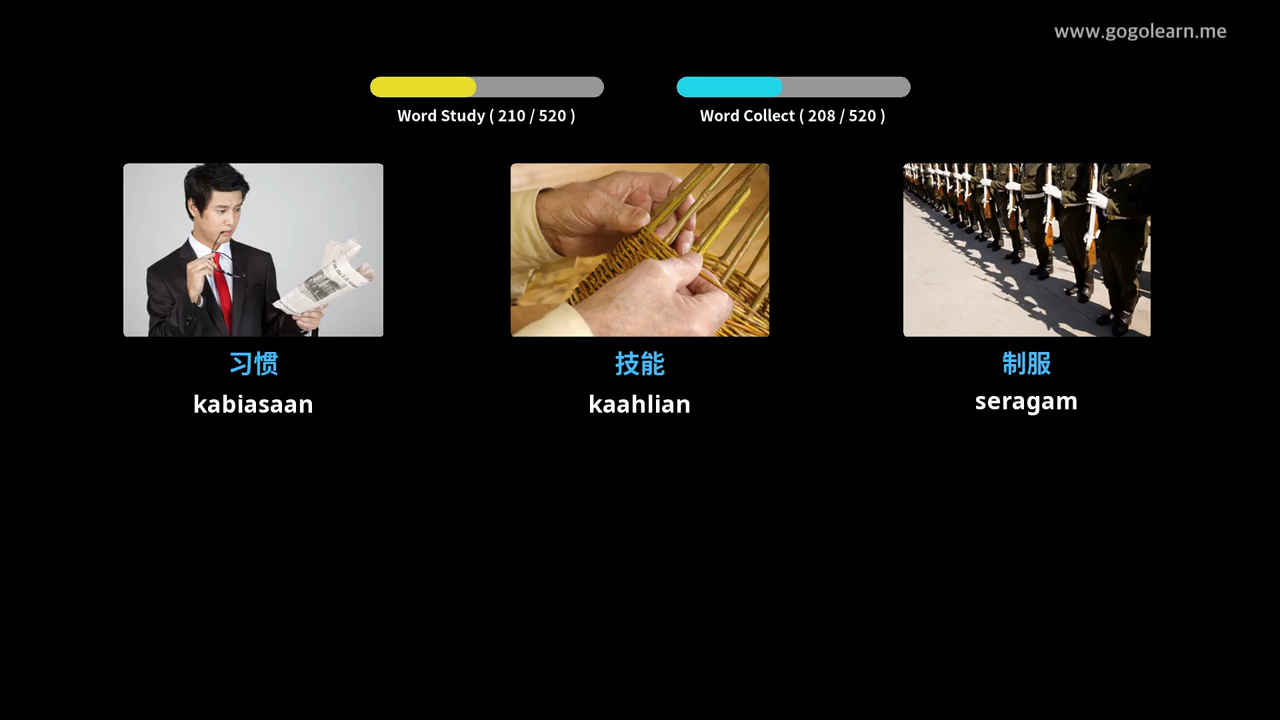 www.gogolearn.me
Word Study ( 210 / 520 )
Word Collect ( 208 / 520 )
习惯
kabiasaan
技能
kaahlian
制服
seragam